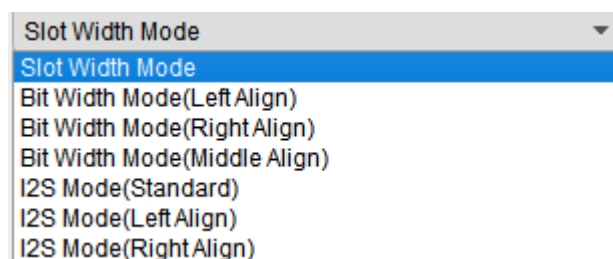 Slot Width Mode
Slot Width Mode
Bit Width Mode(Left Align)
Bit Width Mode(Right Align)
Bit Width Mode(Middle Align)
I2S Mode(Standard)
I2S Mode(Left Align)
I2S Mode(Right Align)